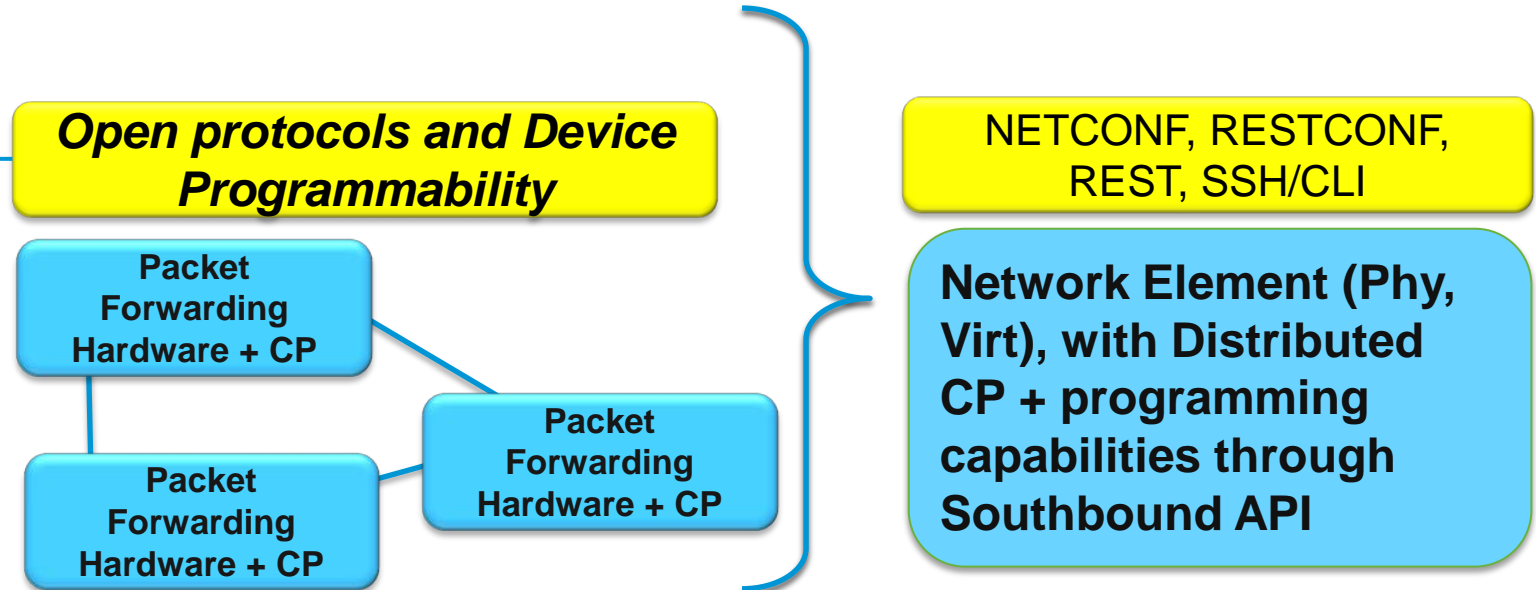 Open protocols and Device
Programmability
Packet
Forwarding
Hardware + CP
Packet
Forwarding
Hardware + CP
Packet
Forwarding
Hardware + CP
NETCONF, RESTCONF,
REST, SSH/CLI
Network Element (Phy,
Virt), with Distributed
CP + programming
capabilities through
Southbound API